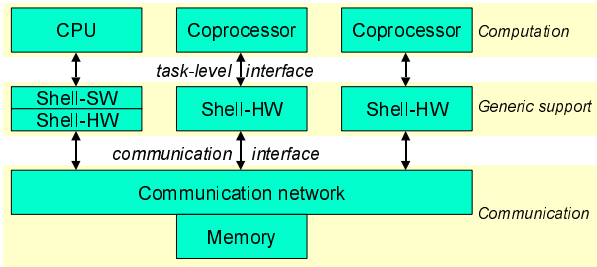 CPU
Coprocessor
Coprocessor
Computation
task-level interface
Shell-SW
Shell-HW
Shell-HW
Shell-HW
Generic support
communication interface
Communication network
Memory
Communication